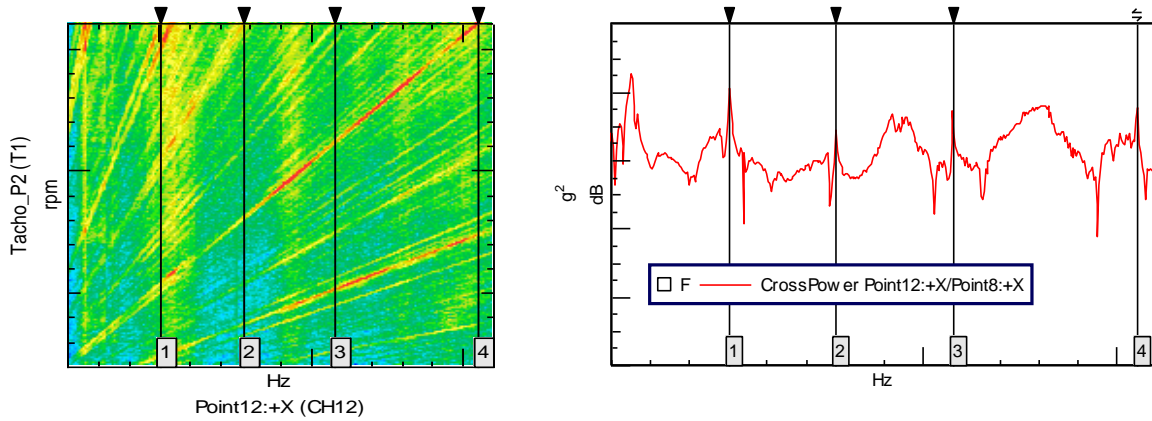 Tacho_P2 (T1)
rpm
1
2
3
4
Hz
Point12:+X (CH12)
g2
dB
F CrossPower Point12:+X/Point8:+X
1
2
3
4
Hz